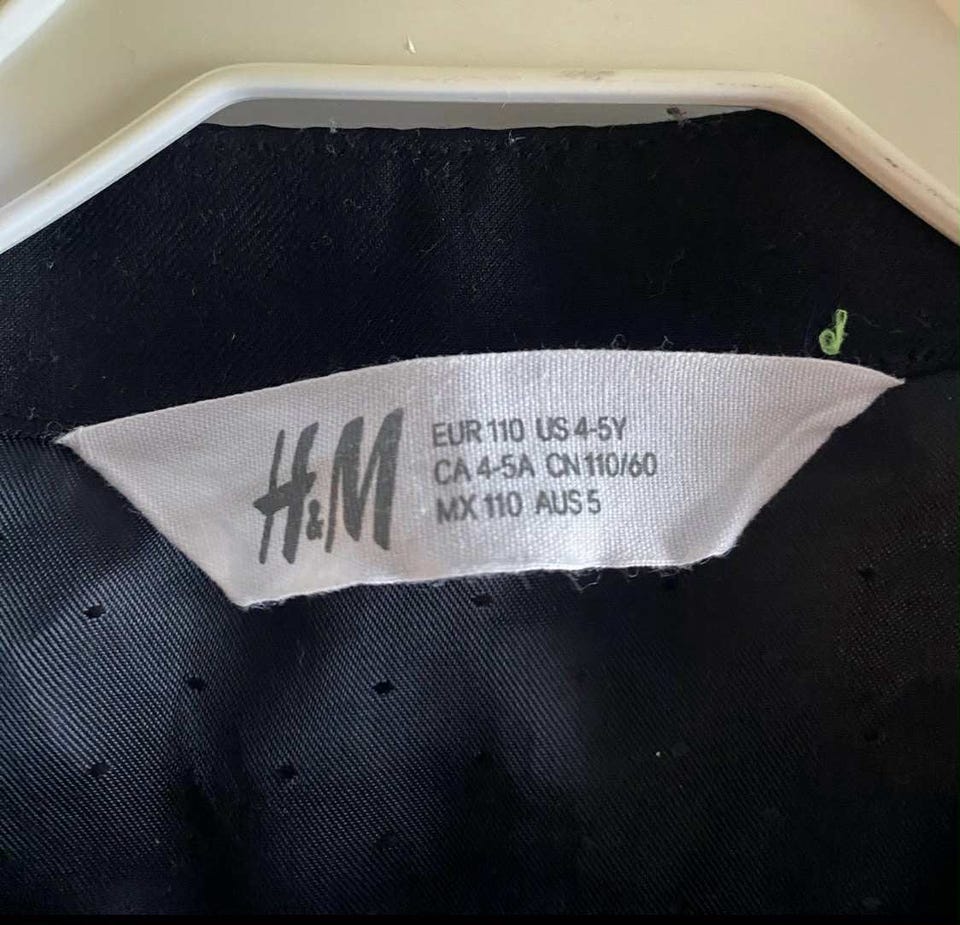 H&M
EUR 110 US 4-5Y
CA 4-5A CN 110/60
MX 110 AUS 5